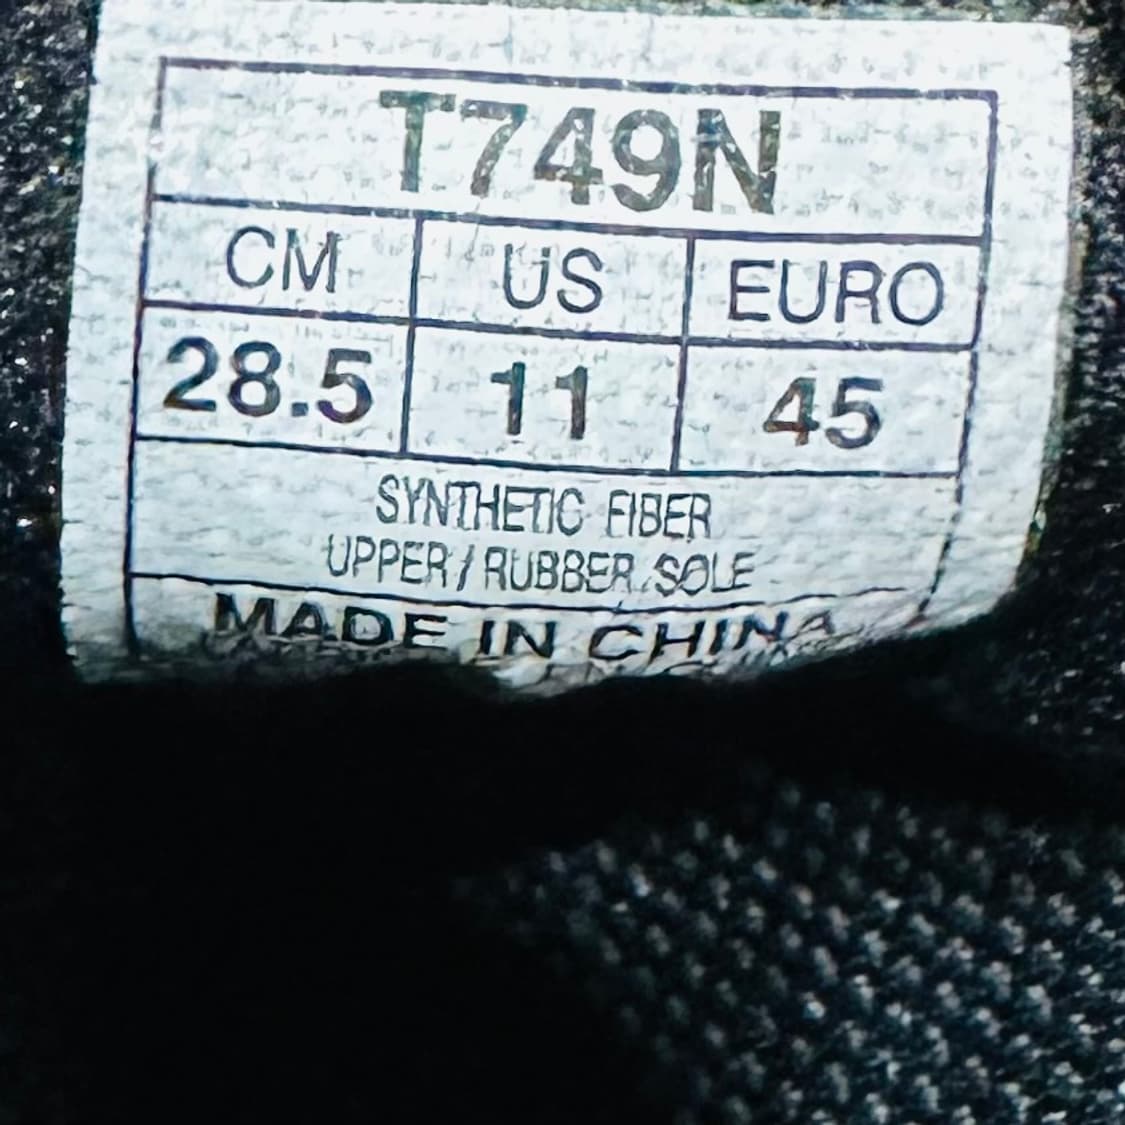 T749N
CM US EURO
28.5 11 45
SYNTHETIC FIBER
UPPER/RUBBER SOLE
MADE IN CHINA